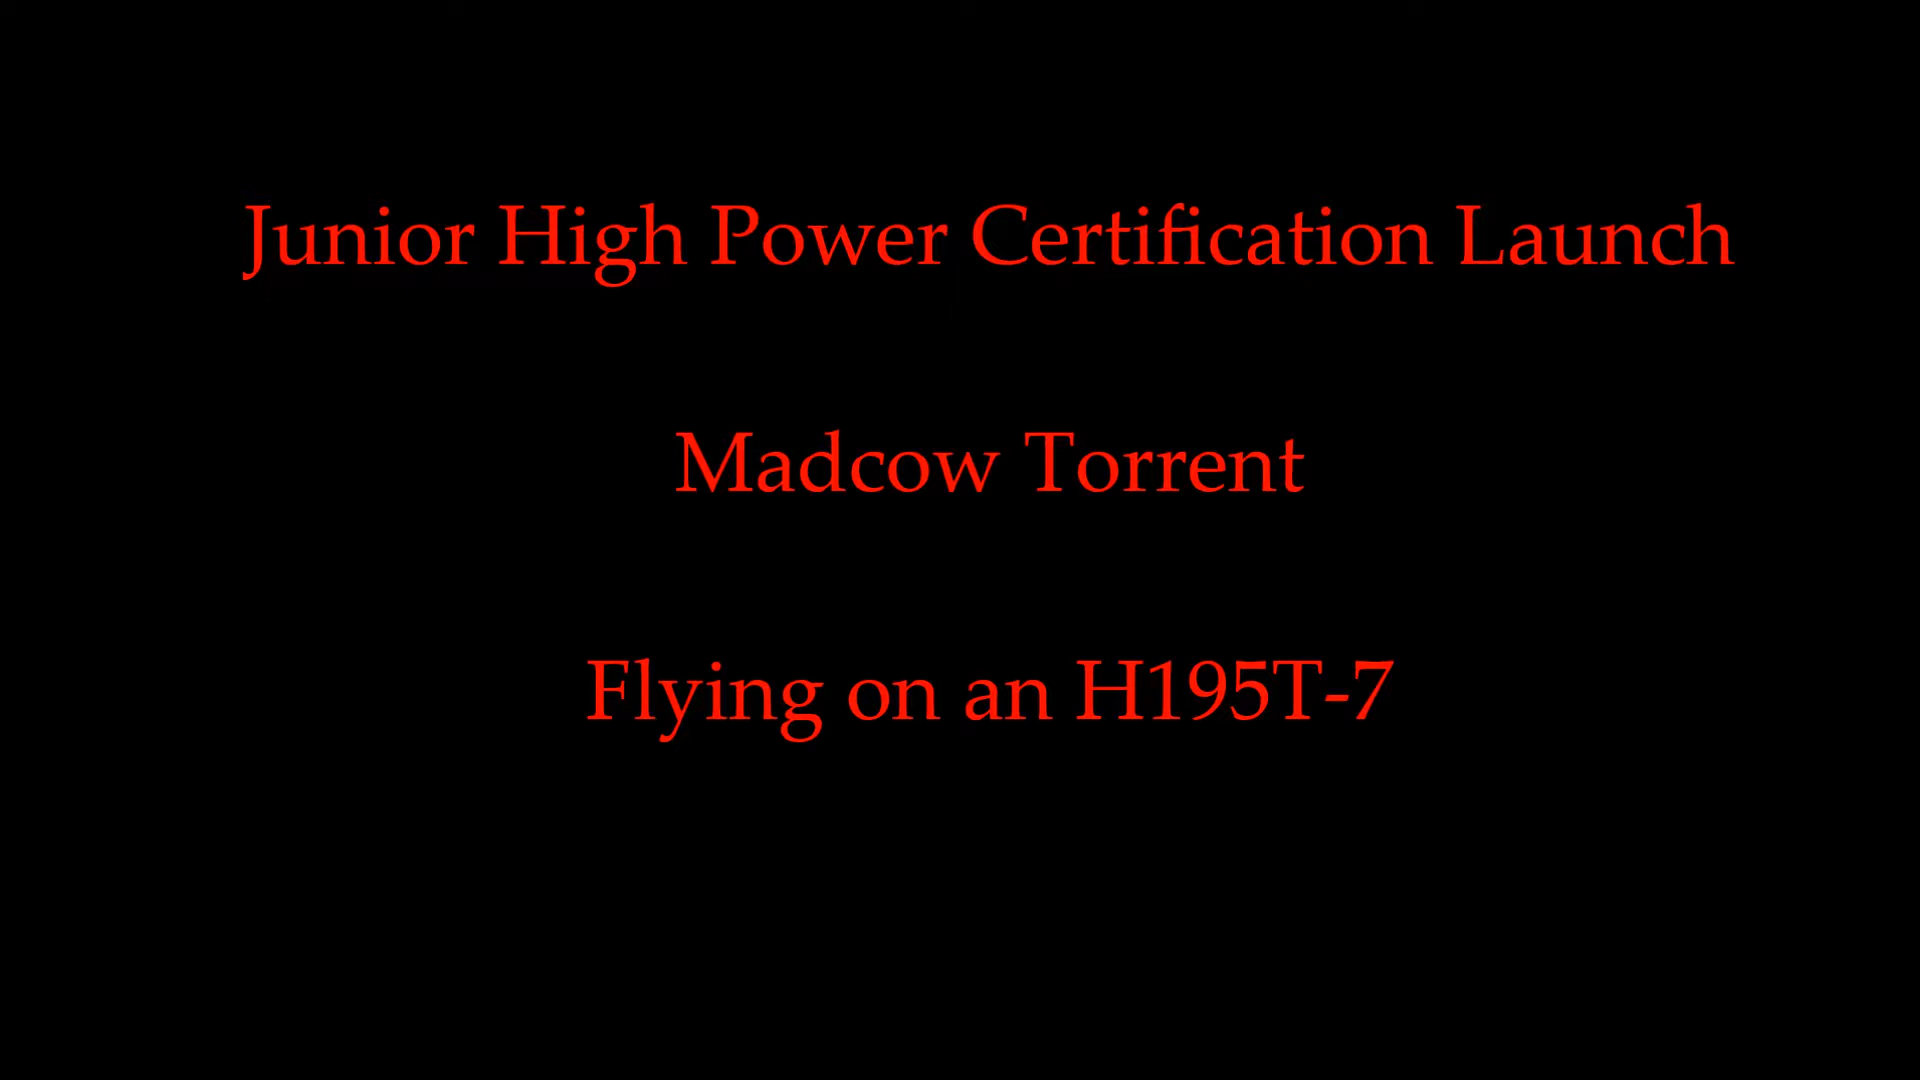 Junior High Power Certification Launch
Madcow Torrent
Flying on an H195T-7